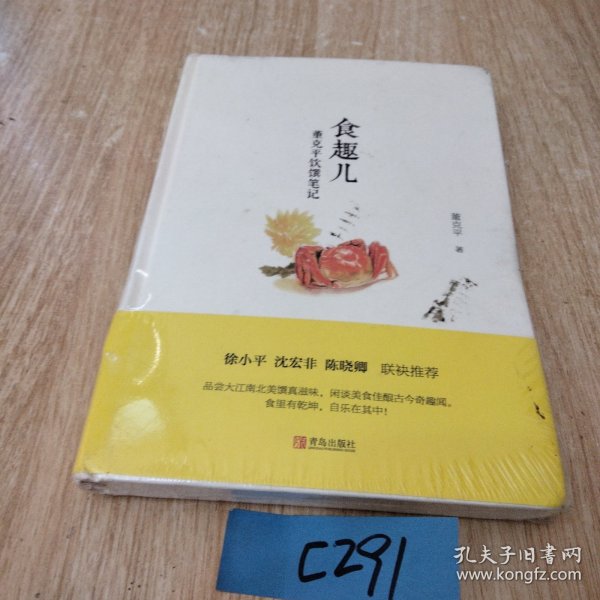 食趣儿
董克平饮馔笔记
董克平 著
徐小平 沈宏非 陈晓卿 联袂推荐
品尝大江南北美馔真滋味，闲谈美食佳酿古今奇趣闻。
食里有乾坤，自乐在其中！
青岛出版社
C291
孔夫子旧书网
www.kongfz.com